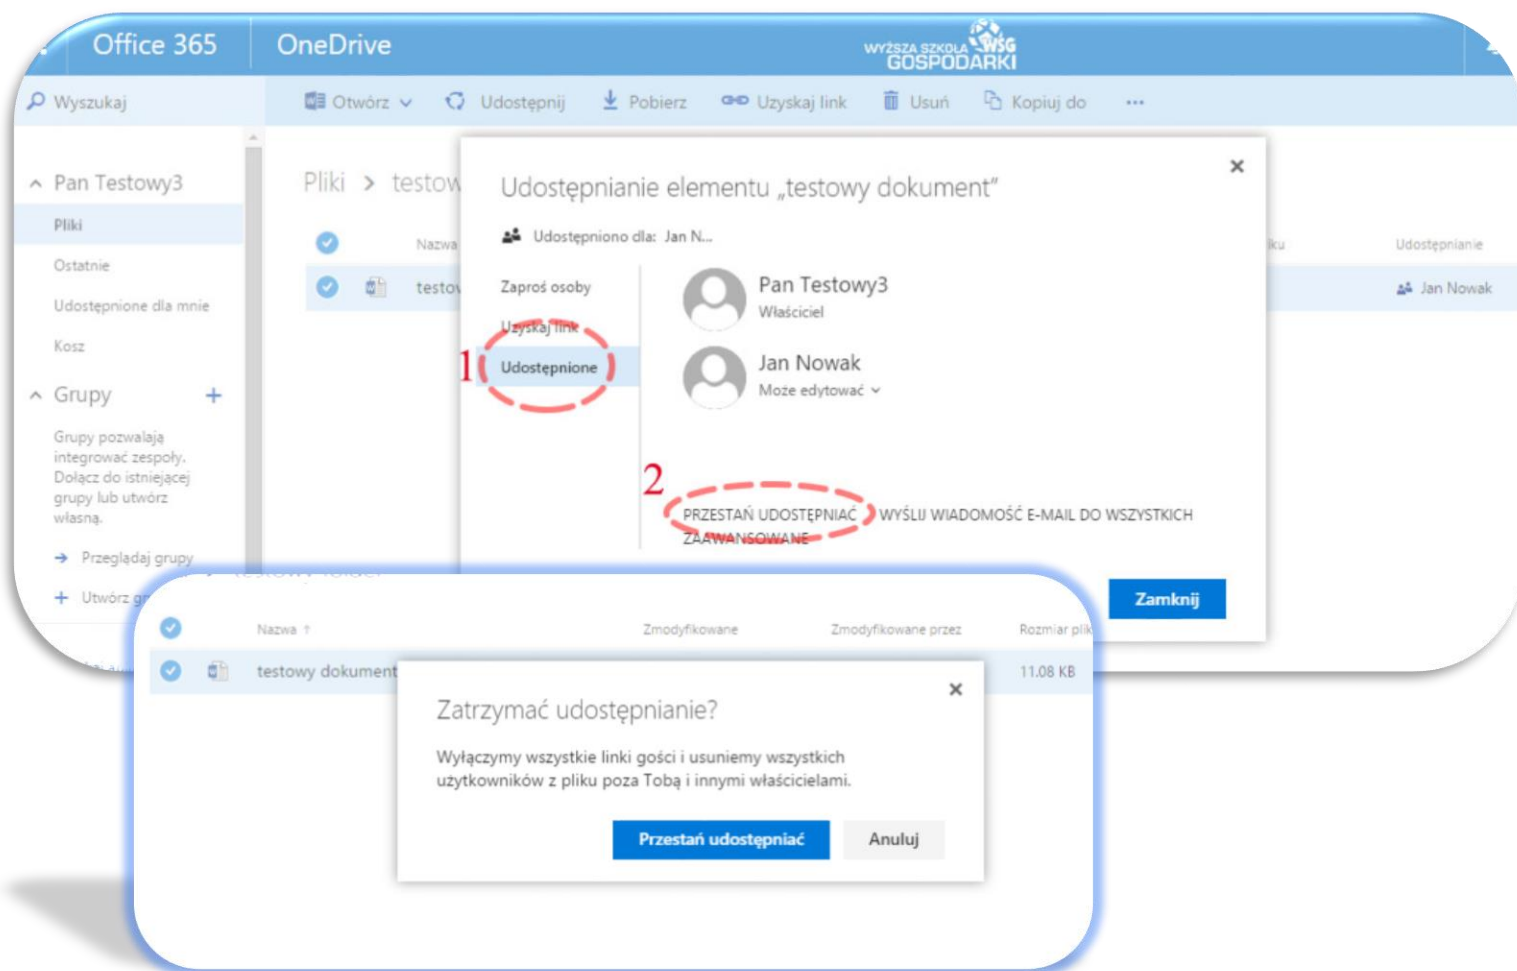 Office 365
OneDrive
WYŻSZA SZKOŁA WSG
GOSPODARKI
Wyszukaj
Otwórz
Udostępnij
Pobierz
Uzyskaj link
Usuń
Kopiuj do
...
Pan Testowy3
Pliki
Ostatnie
Udostępnione dla mnie
Kosz
Grupy +
Grupy pozwalają
integrować zespoły.
Dołącz do istniejącej
grupy lub utwórz
własną.
Przeglądaj grupy
+ Utwórz
Pliki > testow
Nazwa
Udostępnianie
Jan Nowak
Udostępnianie elementu „testowy dokument”
Udostępniono dla: Jan N...
Zaproś osoby
Uzyskaj link
1
Udostępnione
Pan Testowy3
Właściciel
Jan Nowak
Może edytować
2
PRZESTAŃ UDOSTĘPNIAĆ
WYŚLIJ WIADOMOŚĆ E-MAIL DO WSZYSTKICH
ZAAWANSOWANE
Zamknij
Nazwa ↑
Zmodyfikowane
Zmodyfikowane przez
Rozmiar plik
testowy dokument
11.08 KB
Zatrzymać udostępnianie?
Wyłączymy wszystkie linki gości i usuniemy wszystkich
użytkowników z pliku poza Tobą i innymi właścicielami.
Przestań udostępniać
Anuluj